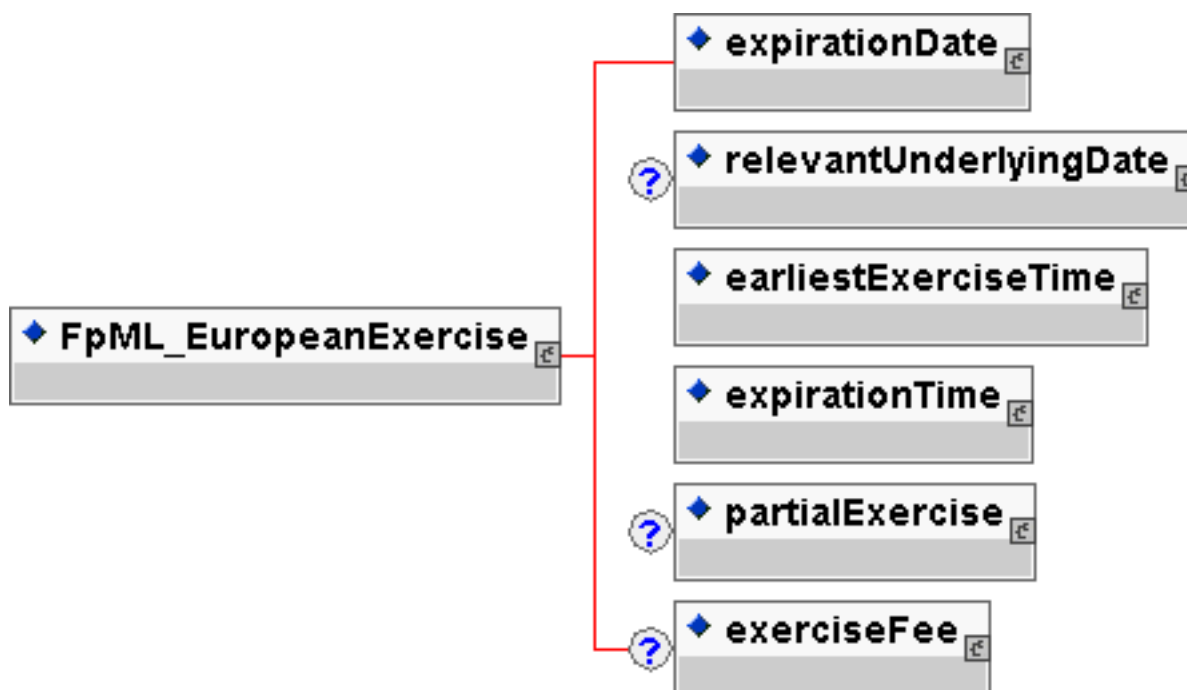 expirationDate
? relevantUnderlyingDate
earliestExerciseTime
FpML_EuropeanExercise
expirationTime
? partialExercise
? exerciseFee